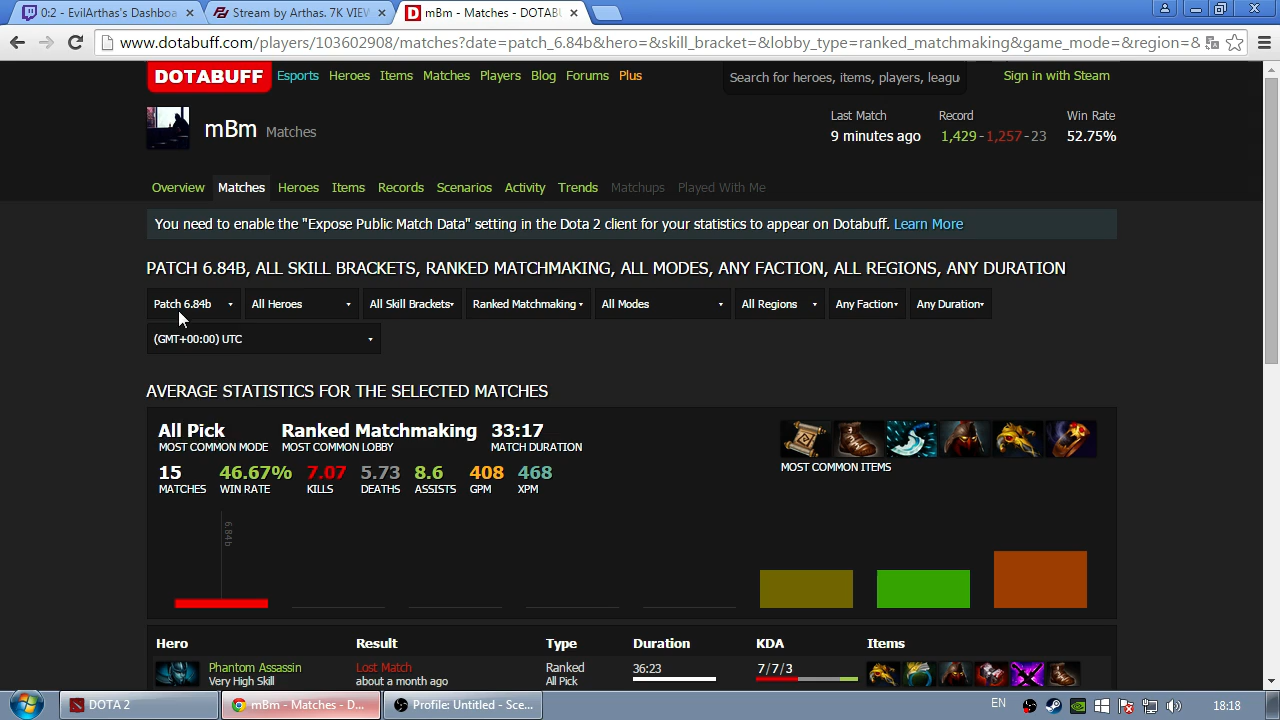 0:2 - EvilArthas's Dashboa
Stream by Arthas. 7K VIEW
mBm - Matches - DOTABU
www.dotabuff.com/players/103602908/matches?date=patch_6.84b&hero=&skill_bracket=&lobby_type=ranked_matchmaking&game_mode=&region=&
DOTABUFF Esports Heroes Items Matches Players Blog Forums Plus
Search for heroes, items, players, leagu
Sign in with Steam
mBm Matches
Last Match Record Win Rate
9 minutes ago 1,429-1,257-23 52.75%
Overview Matches Heroes Items Records Scenarios Activity Trends Matchups Played With Me
You need to enable the "Expose Public Match Data" setting in the Dota 2 client for your statistics to appear on Dotabuff. Learn More
PATCH 6.84B, ALL SKILL BRACKETS, RANKED MATCHMAKING, ALL MODES, ANY FACTION, ALL REGIONS, ANY DURATION
Patch 6.84b All Heroes All Skill Brackets Ranked Matchmaking All Modes All Regions Any Faction Any Duration
(GMT+00:00) UTC
AVERAGE STATISTICS FOR THE SELECTED MATCHES
All Pick Ranked Matchmaking 33:17
MOST COMMON MODE MOST COMMON LOBBY MATCH DURATION
15 46.67% 7.07 5.73 8.6 408 468
MATCHES WIN RATE KILLS DEATHS ASSISTS GPM XPM
MOST COMMON ITEMS
6.84b
Hero Result Type Duration KDA Items
Phantom Assassin Lost Match Ranked 36:23 7/7/3
Very High Skill about a month ago All Pick
DOTA 2
mBm - Matches - D...
Profile: Untitled - Sce...
EN
18:18